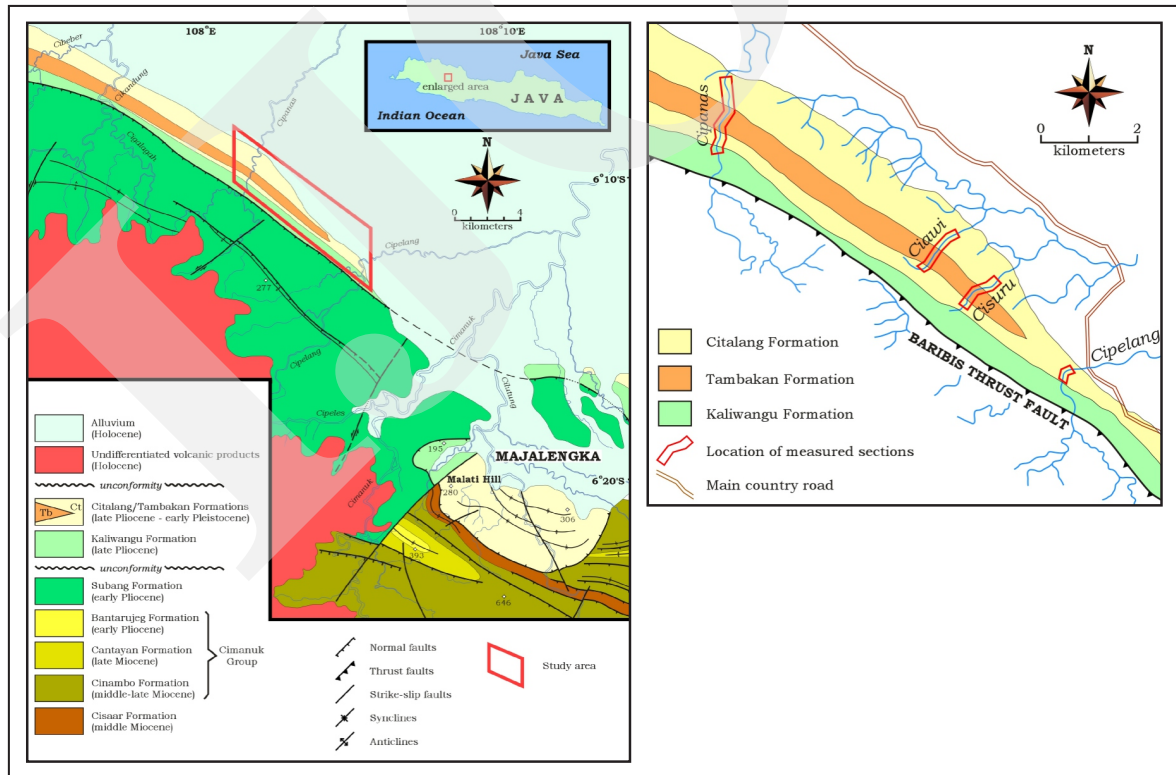 108°E
108°10'E
Cibeber
Cikandung
Cipanas
Cigalagah
Java Sea
enlarged area
JAVA
Indian Ocean
N
6°10'S
0 4
kilometers
Cipelang
277
Cimanuk
Cipelang
Cipeles
Cilutung
195
MAJALENGKA
Malati Hill
280
6°20'S
Cimanuk
306
393
646
Alluvium
(Holocene)
Undifferentiated volcanic products
(Holocene)
unconformity
Tb Ct
Citalang/Tambakan Formations
(late Pliocene - early Pleistocene)
Kaliwangu Formation
(late Pliocene)
unconformity
Subang Formation
(early Pliocene)
Bantarujeg Formation
(early Pliocene)
Cantayan Formation
(late Miocene)
Cinambo Formation
(middle-late Miocene)
Cimanuk
Group
Cisaar Formation
(middle Miocene)
Normal faults
Thrust faults
Strike-slip faults
Synclines
Anticlines
Study area
N
0 2
kilometers
Cipanas
Ciawi
Cisuru
Cipelang
BARIBIS THRUST FAULT
Citalang Formation
Tambakan Formation
Kaliwangu Formation
Location of measured sections
Main country road